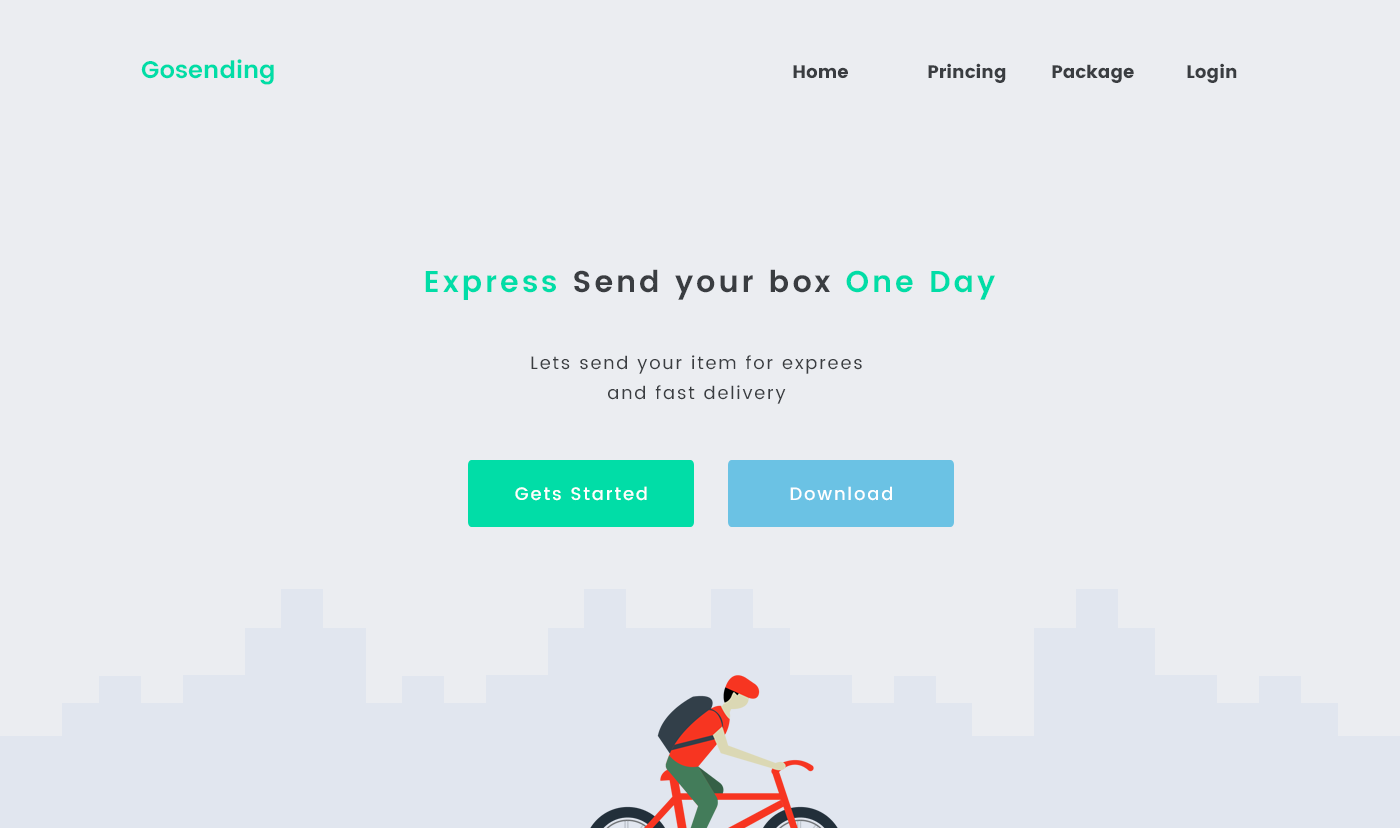 Gosending
Home Princing Package Login
Express Send your box One Day
Lets send your item for exprees
and fast delivery
Gets Started Download